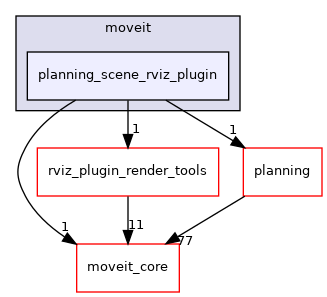 moveit
planning_scene_rviz_plugin
1
1
rviz_plugin_render_tools
planning
1
11
77
moveit_core